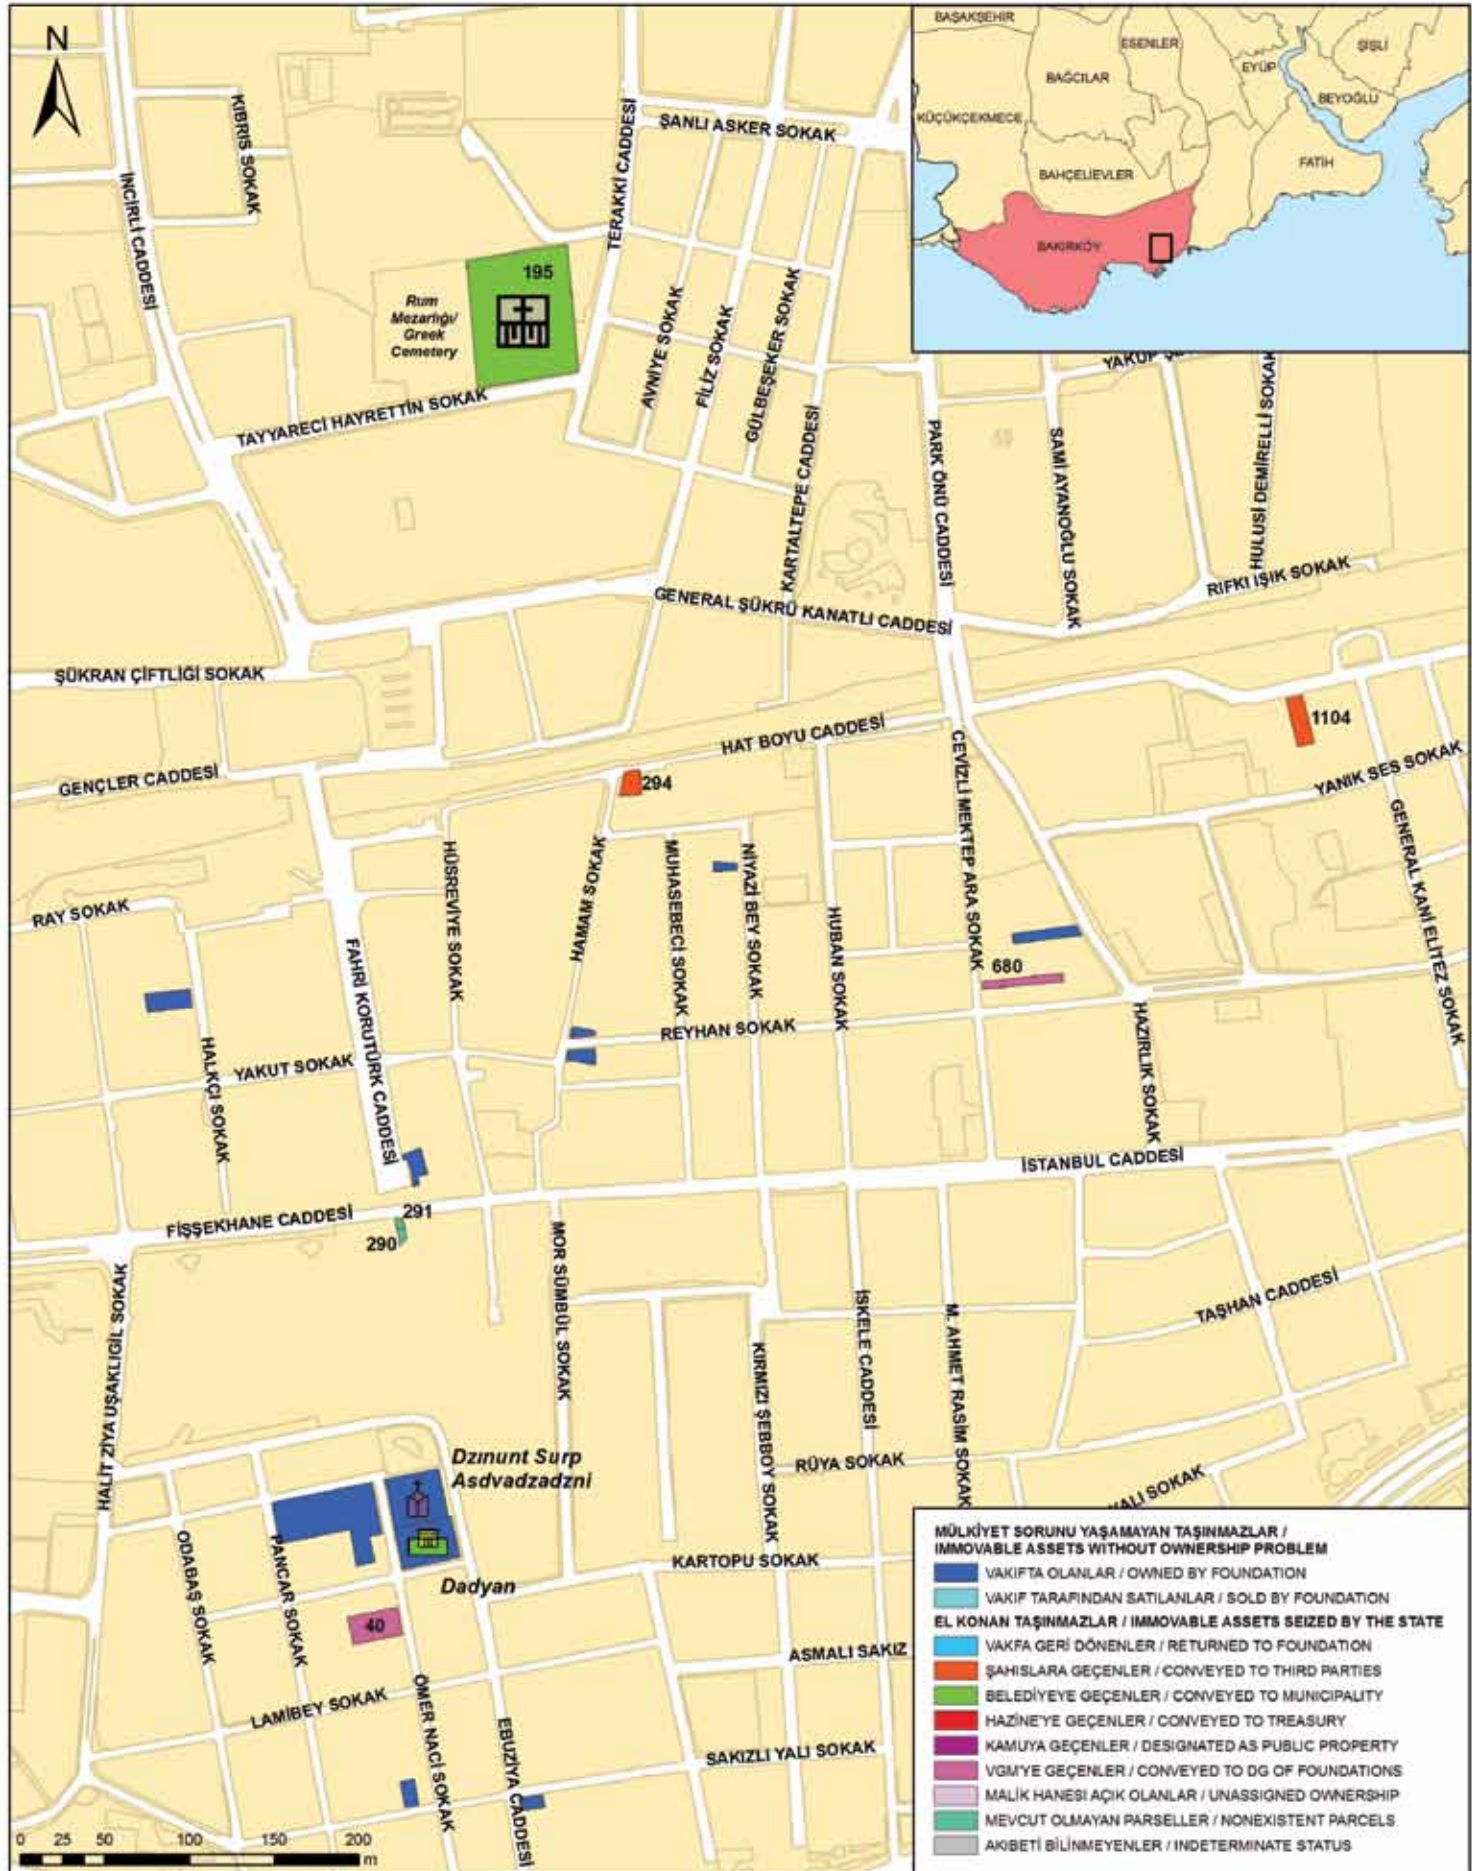 N
KIBRIS SOKAK
İNCİRLİ CADDESİ
TERAKKİ CADDESİ
ŞANLI ASKER SOKAK
195
Rum
Mezarlığı/
Greek
Cemetery
AVNİYE SOKAK
FİLİZ SOKAK
GÜLBEŞEKER SOKAK
KARTALTEPE CADDESİ
TAYYARECİ HAYRETTİN SOKAK
BAŞAKŞEHİR
ESENLER
ŞİŞLİ
EYÜP
BAĞCILAR
BEYOĞLU
KÜÇÜKÇEKMECE
FATİH
BAHÇELİEVLER
BAKIRKÖY
PARK ÖNÜ CADDESİ
SAMİ AYANOĞLU SOKAK
HULUSİ DEMİRELLİ SOKAK
RIFKI IŞIK SOKAK
GENERAL ŞÜKRÜ KANATLI CADDESİ
ŞÜKRAN ÇİFTLİĞİ SOKAK
GENÇLER CADDESİ
HAT BOYU CADDESİ
1104
294
YANIK SES SOKAK
CEVİZLİ MEKTEP ARA SOKAK
GENERAL KANİ ELİTEZ SOKAK
HÜSREVİYE SOKAK
HAMAM SOKAK
MUHASEBECİ SOKAK
NİYAZİ BEY SOKAK
HUBAN SOKAK
RAY SOKAK
FAHRİ KORUTÜRK CADDESİ
680
REYHAN SOKAK
HALKÇI SOKAK
YAKUT SOKAK
HAZIRLIK SOKAK
İSTANBUL CADDESİ
FİŞŞEKHANE CADDESİ
291
290
HALİT ZİYA UŞAKLIGİL SOKAK
MOR SÜMBÜL SOKAK
KIRMIZI ŞEBBOY SOKAK
İSKELE CADDESİ
M. AHMET RASİM SOKAK
TAŞHAN CADDESİ
Dzınunt Surp
Asdvadzadzni
RÜYA SOKAK
YALI SOKAK
ODABAŞ SOKAK
PANCAR SOKAK
Dadyan
KARTOPU SOKAK
40
ASMALI SAKIZ
LAMİBEY SOKAK
ÖMER NACİ SOKAK
EBUZİYA CADDESİ
SAKIZLI YALI SOKAK
0 25 50 100 150 200
m
MÜLKİYET SORUNU YAŞAMAYAN TAŞINMAZLAR /
IMMOVABLE ASSETS WITHOUT OWNERSHIP PROBLEM
VAKIFTA OLANLAR / OWNED BY FOUNDATION
VAKIF TARAFINDAN SATILANLAR / SOLD BY FOUNDATION
EL KONAN TAŞINMAZLAR / IMMOVABLE ASSETS SEIZED BY THE STATE
VAKFA GERİ DÖNENLER / RETURNED TO FOUNDATION
ŞAHISLARA GEÇENLER / CONVEYED TO THIRD PARTIES
BELEDİYEYE GEÇENLER / CONVEYED TO MUNICIPALITY
HAZİNE'YE GEÇENLER / CONVEYED TO TREASURY
KAMUYA GEÇENLER / DESIGNATED AS PUBLIC PROPERTY
VGM'YE GEÇENLER / CONVEYED TO DG OF FOUNDATIONS
MALİK HANESI AÇIK OLANLAR / UNASSIGNED OWNERSHIP
MEVCUT OLMAYAN PARSELLER / NONEXISTENT PARCELS
AKIBETİ BİLİNMEYENLER / INDETERMINATE STATUS